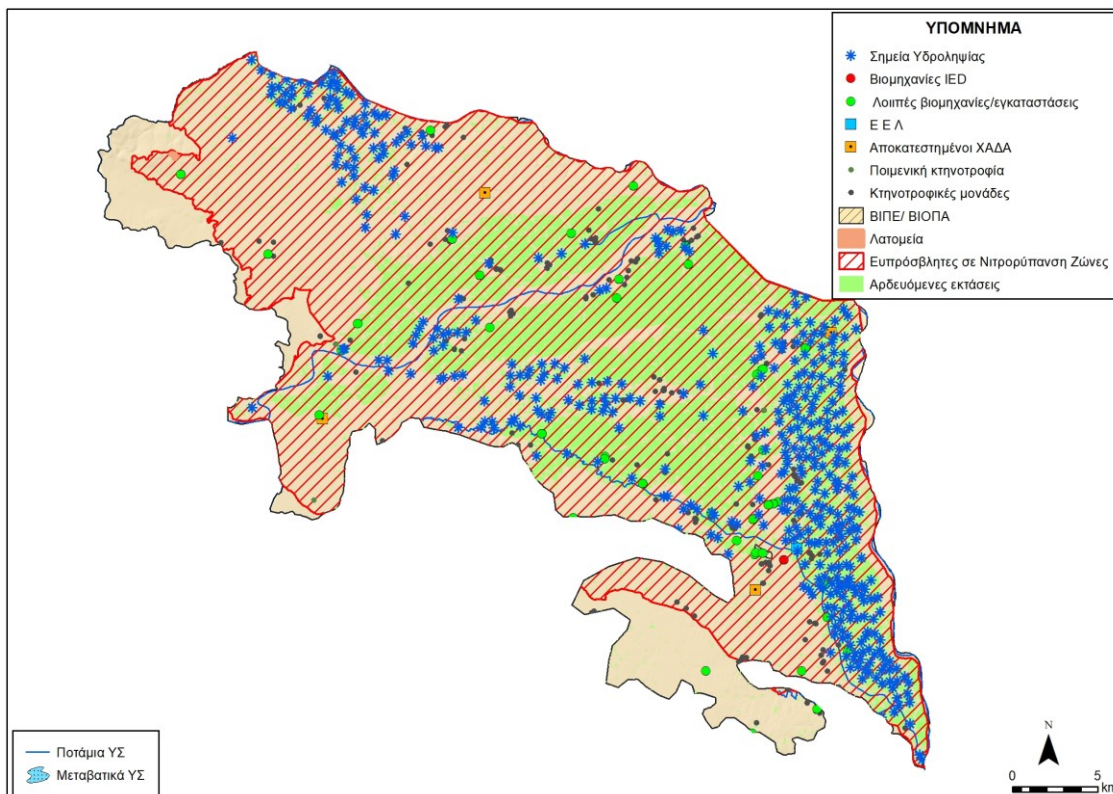 ΥΠΟΜΝΗΜΑ
Σημεία Υδροληψίας
Βιομηχανίες IED
Λοιπές βιομηχανίες/εγκαταστάσεις
Ε Ε Λ
Αποκατεστημένοι ΧΑΔΑ
Ποιμενική κτηνοτροφία
Κτηνοτροφικές μονάδες
ΒΙΠΕ/ ΒΙΟΠΑ
Λατομεία
Ευπρόσβλητες σε Νιτρορύπανση Ζώνες
Αρδευόμενες εκτάσεις
Ποτάμια ΥΣ
Μεταβατικά ΥΣ
N
0 5
km